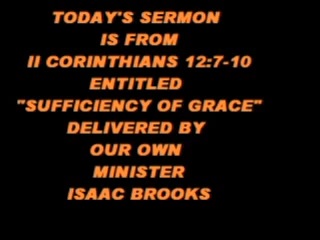 TODAY'S SERMON
IS FROM
II CORINTHIANS 12:7-10
ENTITLED
"SUFFICIENCY OF GRACE"
DELIVERED BY
OUR OWN
MINISTER
ISAAC BROOKS